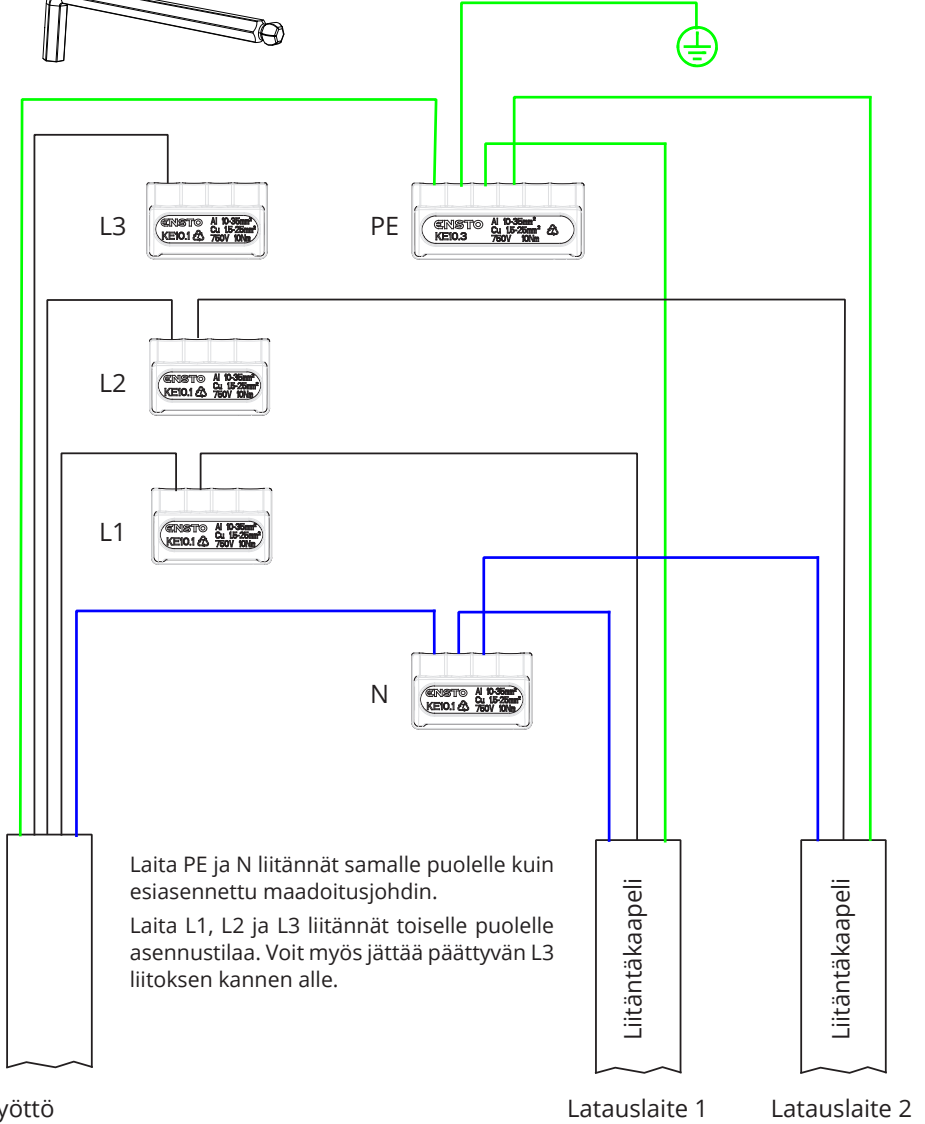 L3
ENSTO Al 10-35mm²
Cu 1.5-25mm²
KE10.1 750V 10Nm
PE
ENSTO Al 10-35mm²
Cu 1.5-25mm²
KE10.3 750V 10Nm
L2
ENSTO Al 10-35mm²
Cu 1.5-25mm²
KE10.1 750V 10Nm
L1
ENSTO Al 10-35mm²
Cu 1.5-25mm²
KE10.1 750V 10Nm
N
ENSTO Al 10-35mm²
Cu 1.5-25mm²
KE10.1 750V 10Nm
Laita PE ja N liitännät samalle puolelle kuin
esiasennettu maadoitusjohdin.
Laita L1, L2 ja L3 liitännät toiselle puolelle
asennustilaa. Voit myös jättää päättyvän L3
liitoksen kannen alle.
Liitäntäkaapeli
Liitäntäkaapeli
yöttö
Latauslaite 1
Latauslaite 2